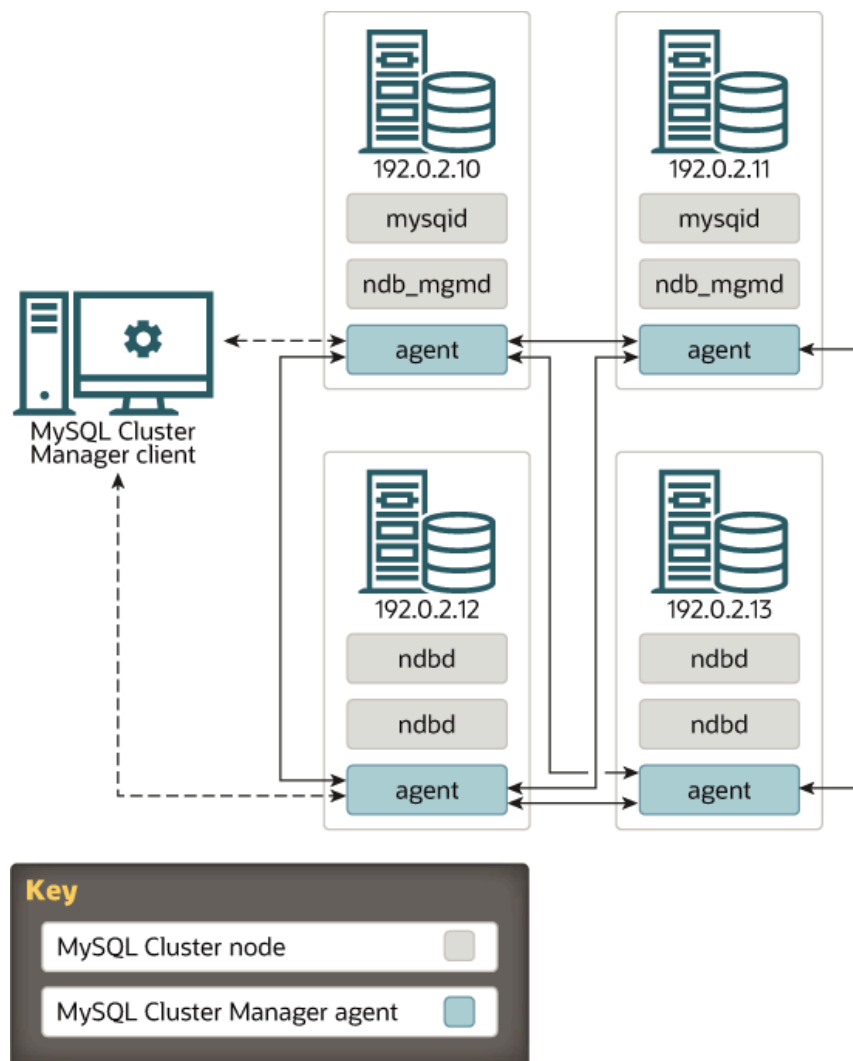 192.0.2.10
mysqid
ndb_mgmd
agent
192.0.2.11
mysqid
ndb_mgmd
agent
MySQL Cluster
Manager client
192.0.2.12
ndbd
ndbd
agent
192.0.2.13
ndbd
ndbd
agent
Key
MySQL Cluster node
MySQL Cluster Manager agent